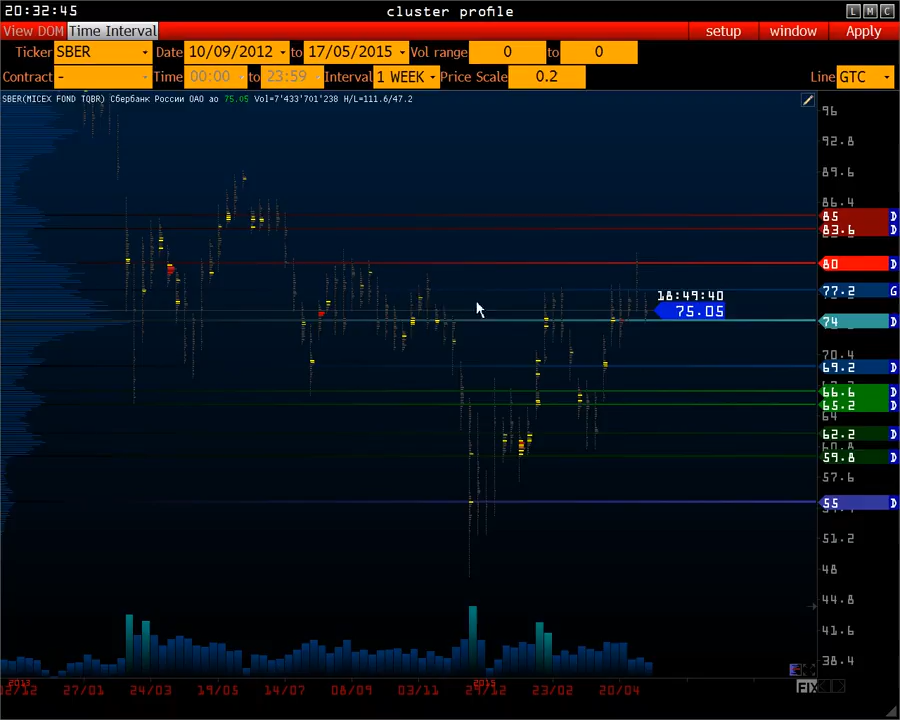 20:32:45 cluster profile L M C
View DOM Time Interval setup window Apply
Ticker SBER Date 10/09/2012 to 17/05/2015 Vol range 0 to 0
Contract - Time 00:00 to 23:59 Interval 1 WEEK Price Scale 0.2 Line GTC
SBER(MICEX FOND TQBR) Сбербанк России ОАО ао 75.05 Vol=7'433'701'238 H/L=111.6/47.2
96
92.8
89.6
86.4
85 D
83.6 D
80 D
77.2 G
18:49:40
75.05
74 D
70.4
69.2 D
66.6 D
65.2 D
64
62.2 D
60.8
59.8 D
57.6
55 D
51.2
48
44.8
41.6
38.4
2013 2015
02/12 27/01 24/03 19/05 14/07 08/09 03/11 29/12 23/02 20/04 FIX